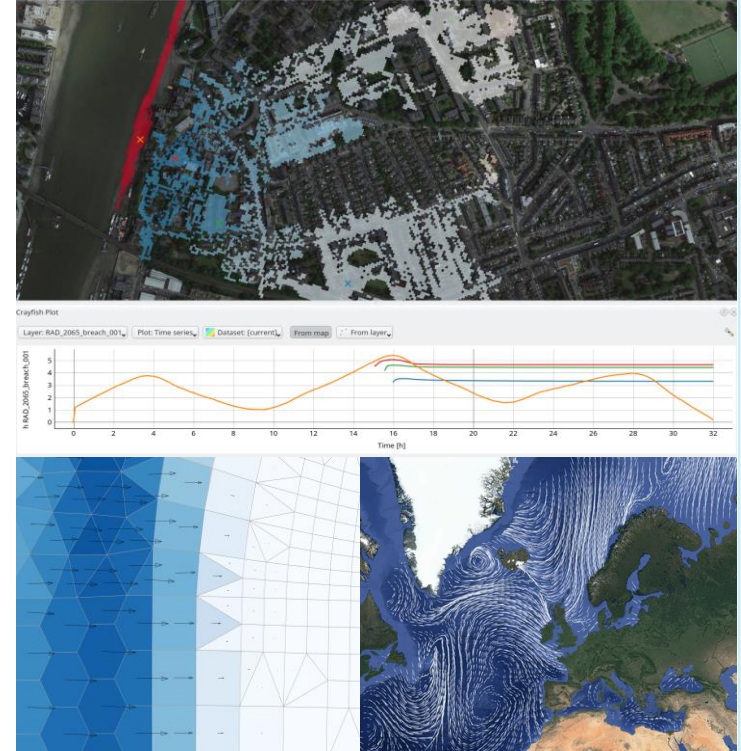 Crayfish Plot
Layer: RAD_2065_breach_001 Plot: Time series Dataset: [current] From map From layer
h RAD_2065_breach_001
5
4
3
2
1
0
0 2 4 6 8 10 12 14 16 18 20 22 24 26 28 30 32
Time [h]